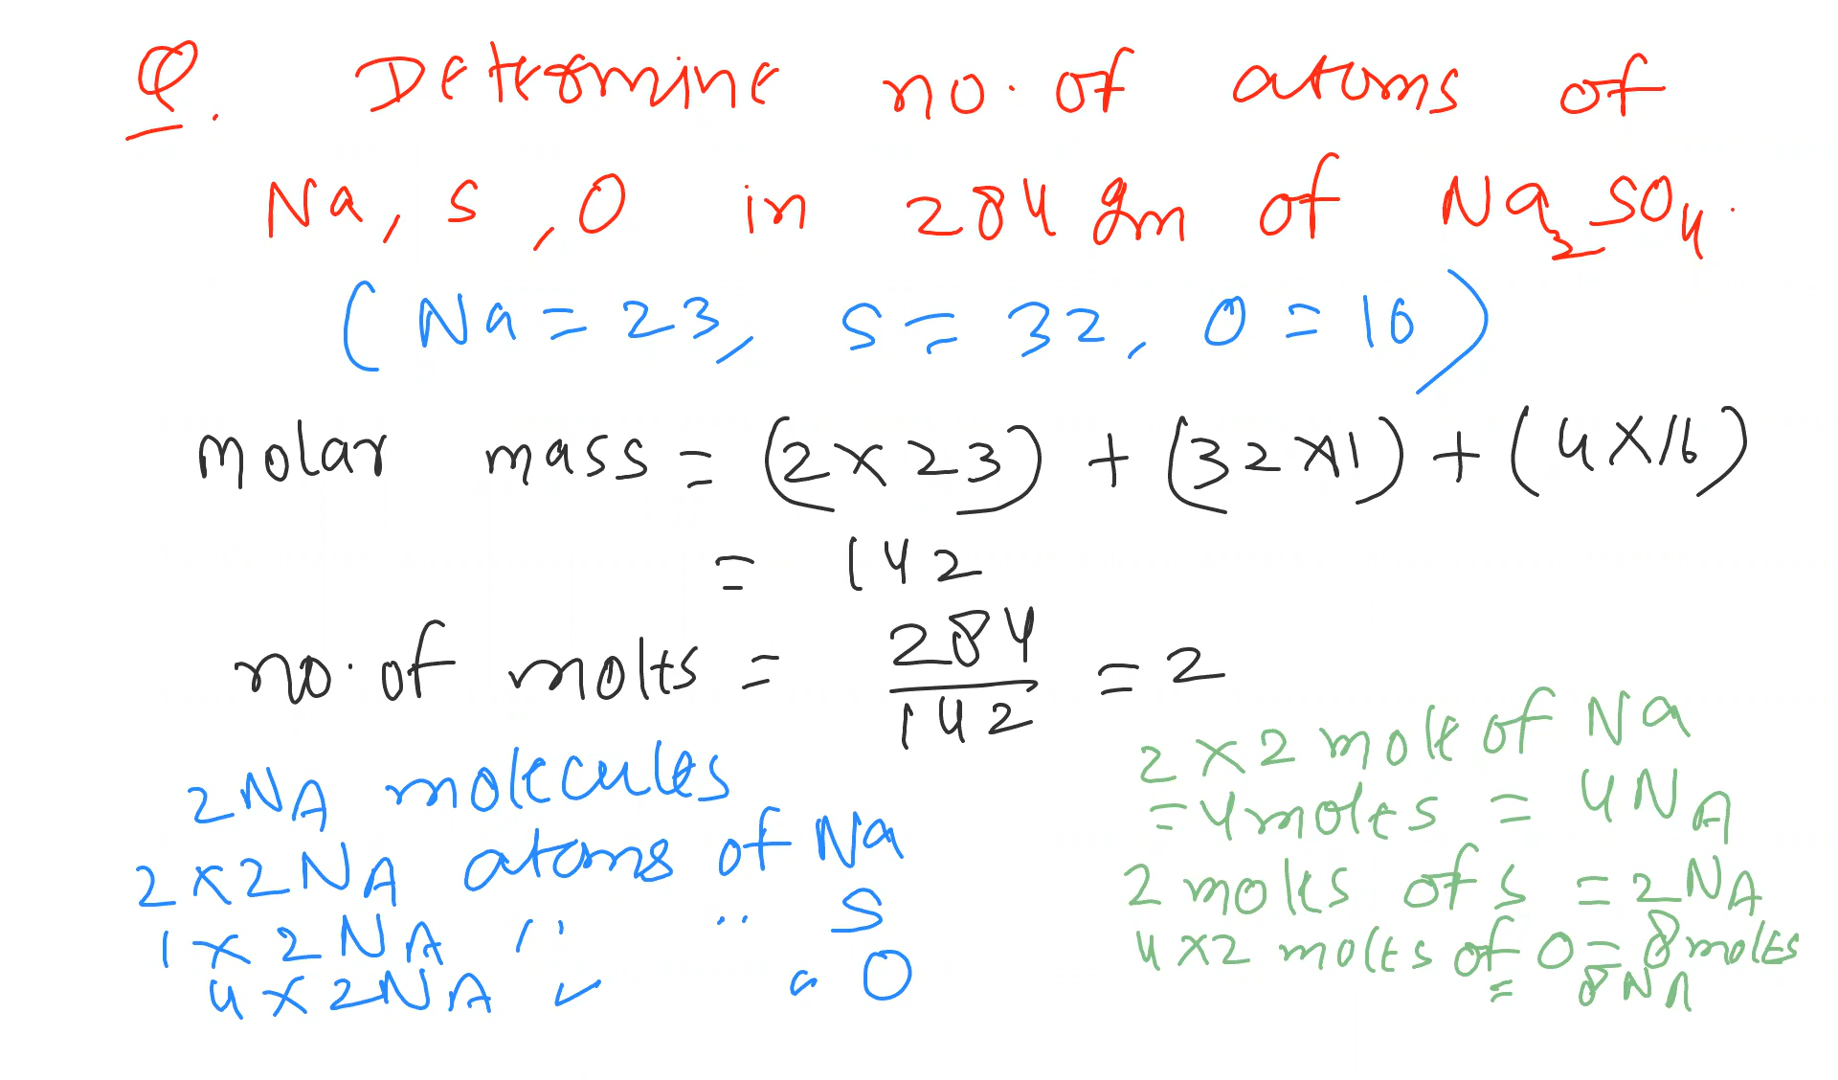 Q. Determine no. of atoms of
Na, S, O in 284 gm of Na2SO4.
(Na = 23, S = 32, O = 16)
molar mass = (2×23) + (32×1) + (4×16)
= 142
no. of moles = 284/142 = 2
2NA molecules
2×2NA atoms of Na
1×2NA " " S
4×2NA " " O
2×2 mole of Na
= 4 moles = 4NA
2 moles of S = 2NA
4×2 moles of O = 8 moles
= 8NA